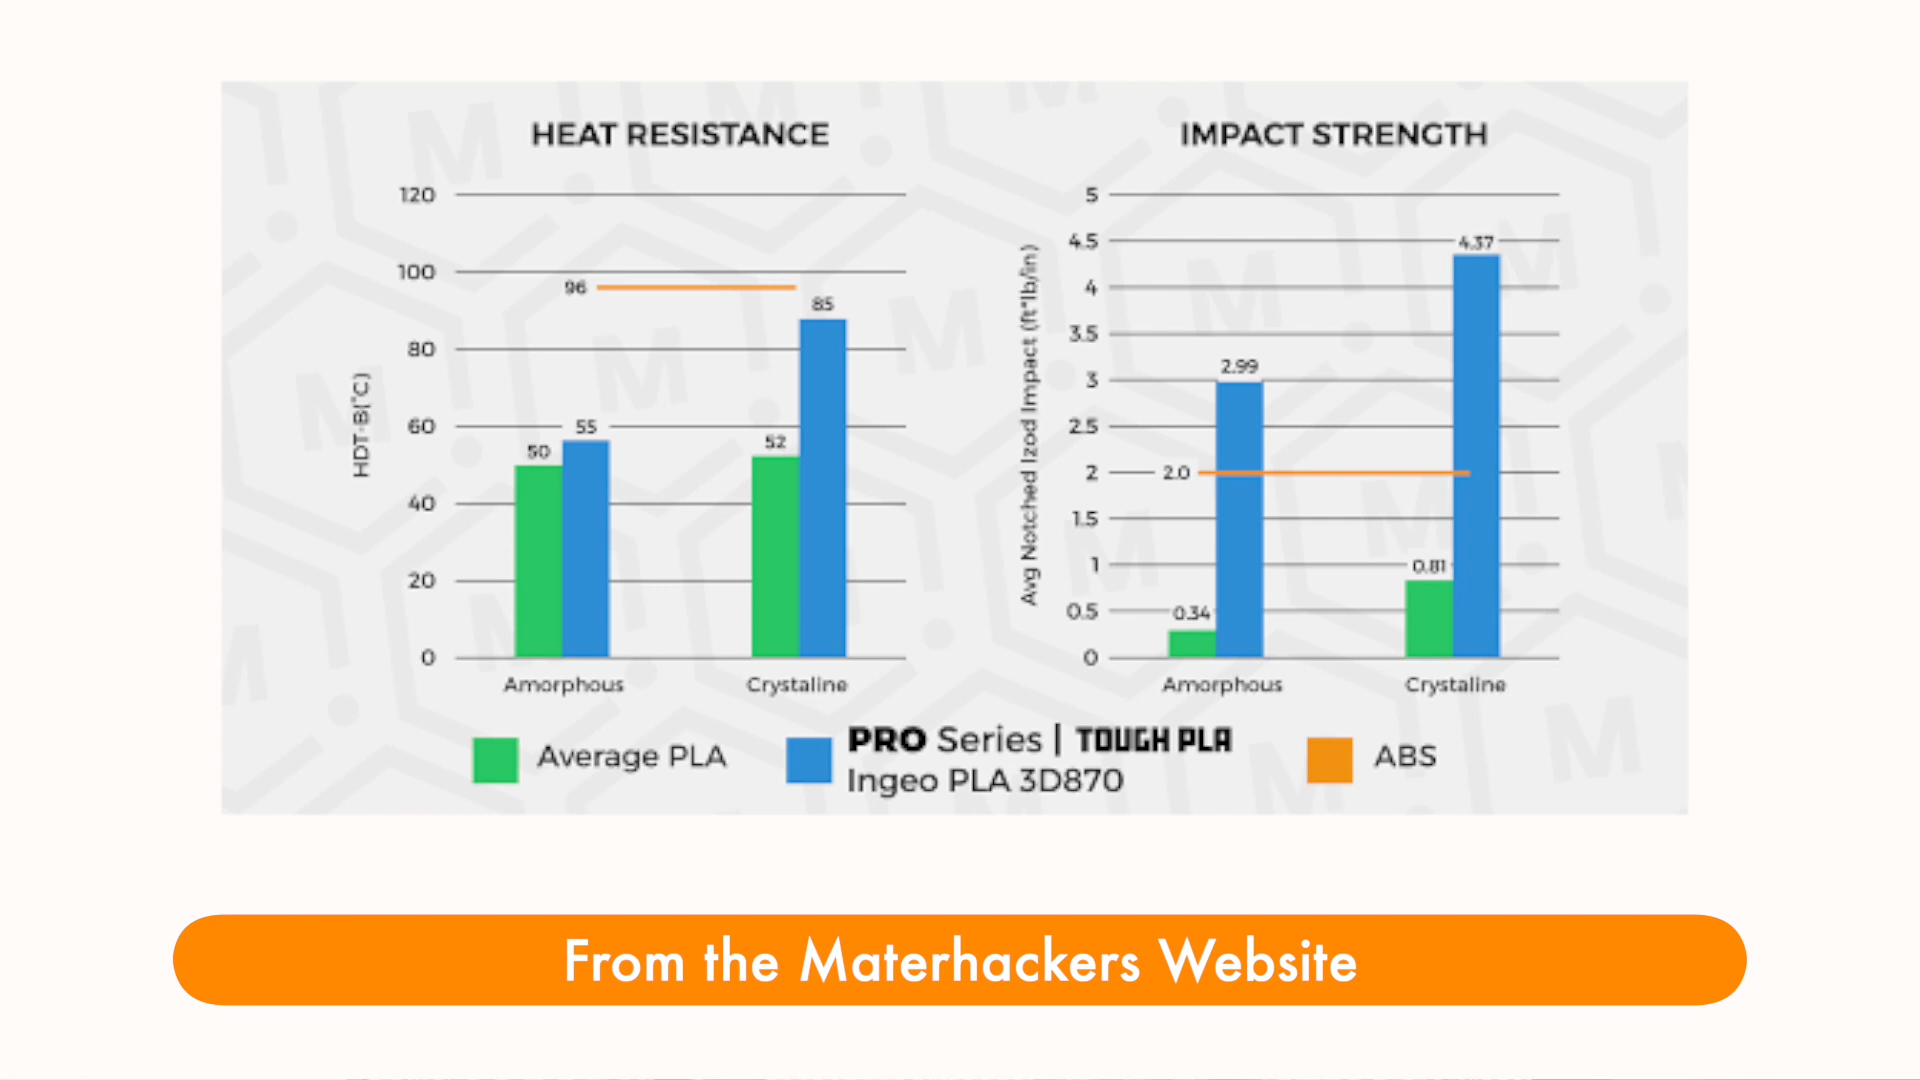 HEAT RESISTANCE
120
100
80
60
40
20
0
HDT-B(°C)
96
50
55
52
85
Amorphous
Crystaline
IMPACT STRENGTH
5
4.5
4
3.5
3
2.5
2
1.5
1
0.5
0
Avg Notched Izod Impact (ft*lb/in)
2.0
0.34
2.99
0.81
4.37
Amorphous
Crystaline
Average PLA
PRO Series | TOUGH PLA
Ingeo PLA 3D870
ABS
From the Materhackers Website